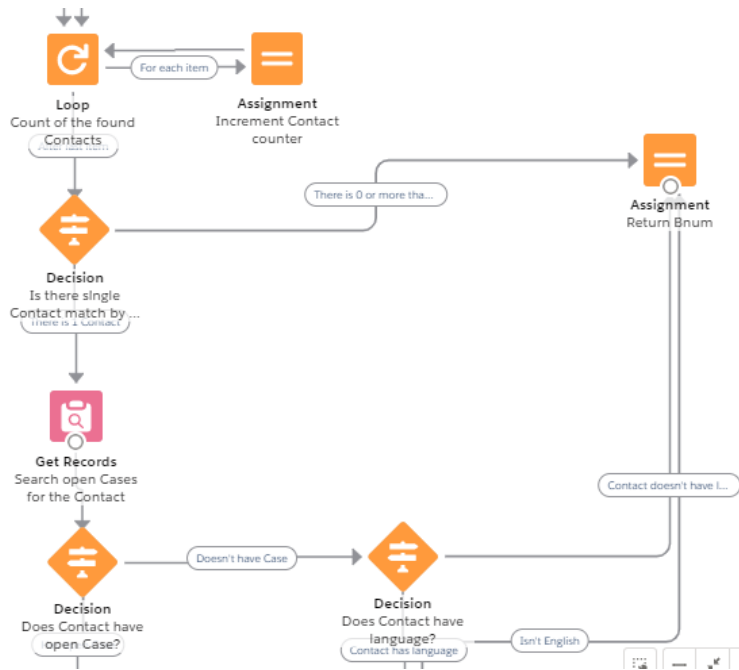 For each item
Loop
Count of the found
Contacts
Assignment
Increment Contact
counter
After last item
There is 0 or more tha...
Assignment
Return Bnum
Decision
Is there single
Contact match by ...
There is 1 Contact
Get Records
Search open Cases
for the Contact
Contact doesn't have l...
Doesn't have Case
Decision
Does Contact have
open Case?
Decision
Does Contact have
language?
Contact has language
Isn't English